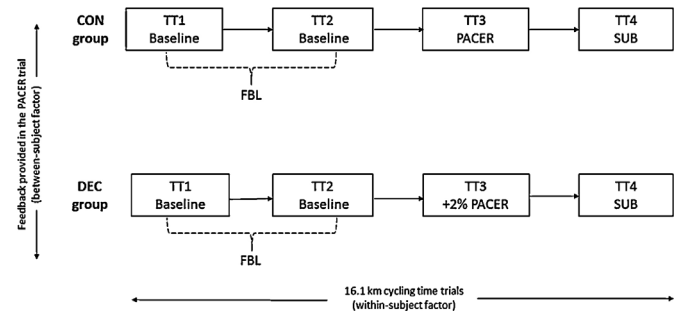 CON
group
TT1
Baseline
TT2
Baseline
TT3
PACER
TT4
SUB
FBL
Feedback provided in the PACER trial
(between-subject factor)
DEC
group
TT1
Baseline
TT2
Baseline
TT3
+2% PACER
TT4
SUB
FBL
16.1 km cycling time trials
(within-subject factor)